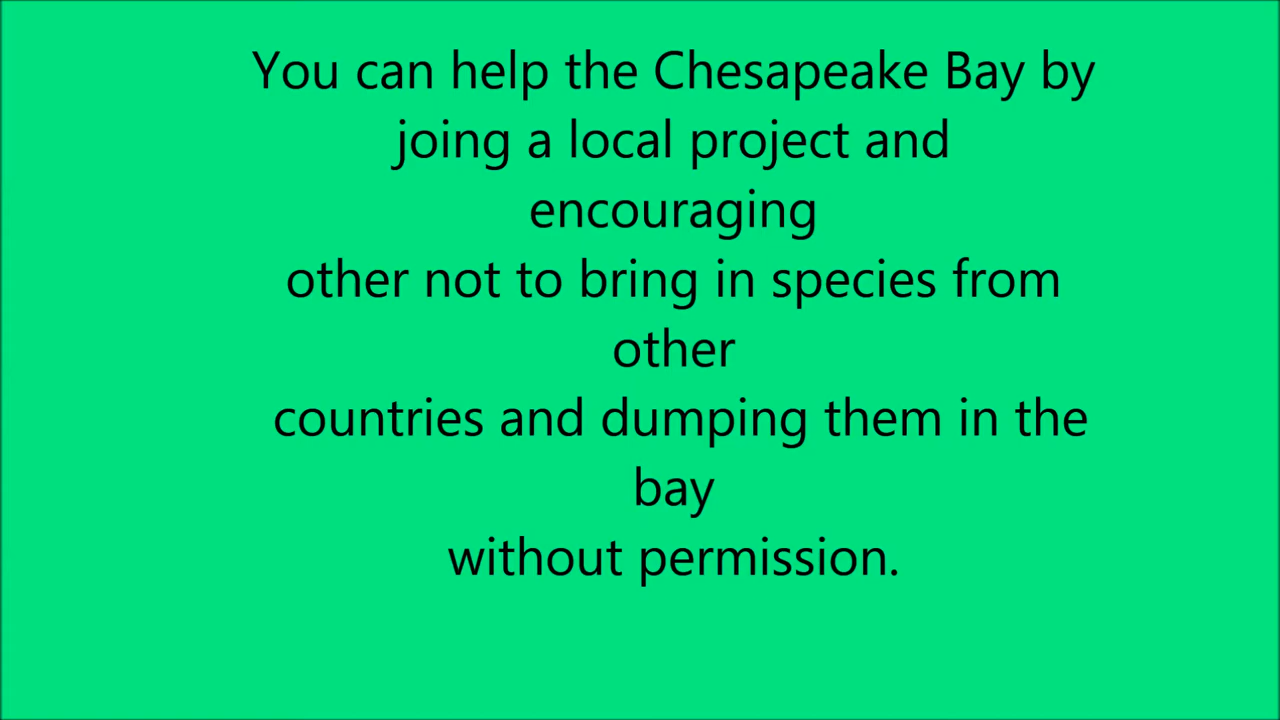 You can help the Chesapeake Bay by
joing a local project and
encouraging
other not to bring in species from
other
countries and dumping them in the
bay
without permission.